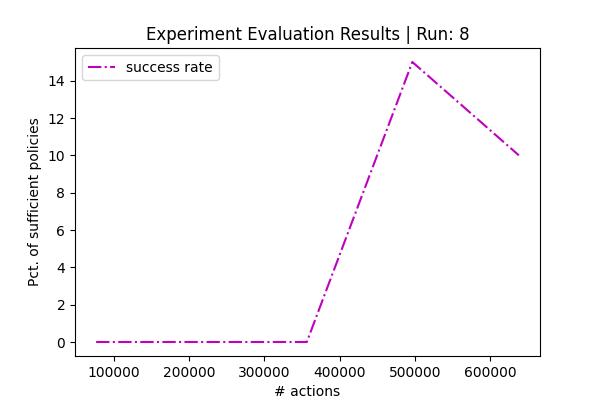 Experiment Evaluation Results | Run: 8
success rate
Pct. of sufficient policies
14
12
10
8
6
4
2
0
100000 200000 300000 400000 500000 600000
# actions